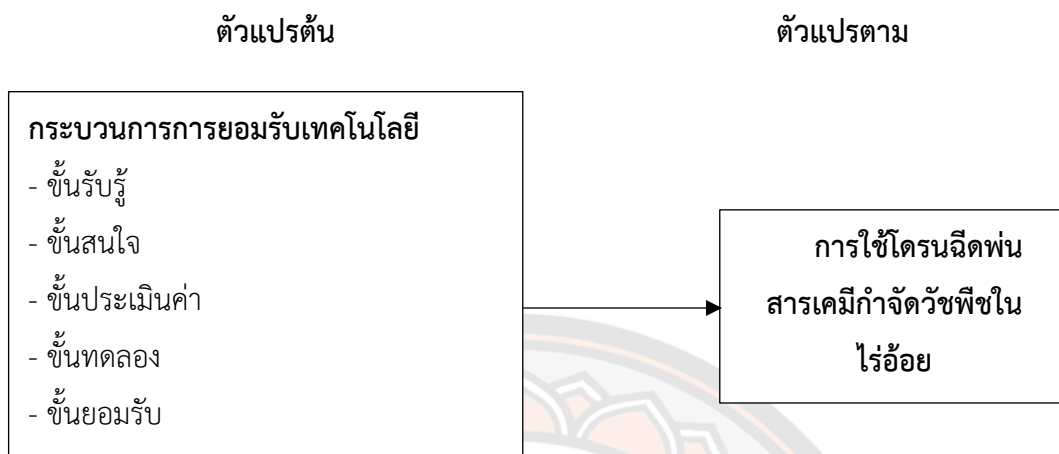 ตัวแปรต้น
ตัวแปรตาม
กระบวนการการยอมรับเทคโนโลยี
- ขั้นรับรู้
- ขั้นสนใจ
- ขั้นประเมินค่า
- ขั้นทดลอง
- ขั้นยอมรับ
การใช้โดรนฉีดพ่น
สารเคมีกำจัดวัชพืชใน
ไร่อ้อย